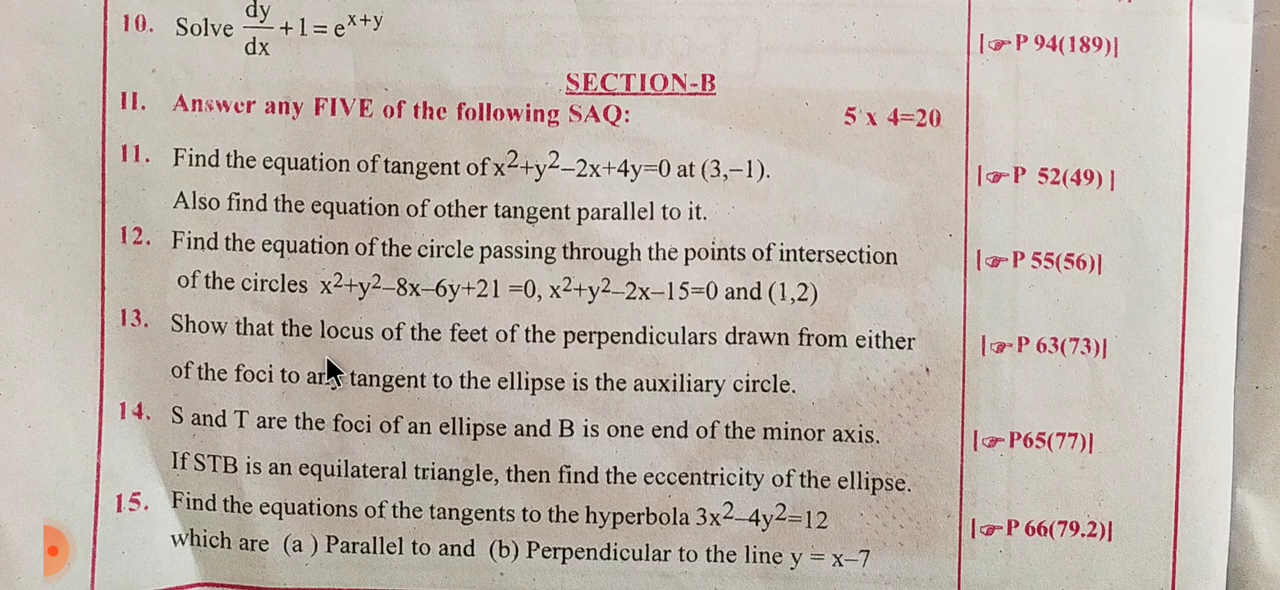 10. Solve dy/dx + 1 = e^(x+y) |☞P 94(189)|
SECTION-B
II. Answer any FIVE of the following SAQ: 5 x 4=20
11. Find the equation of tangent of x²+y²–2x+4y=0 at (3,–1). |☞P 52(49) |
Also find the equation of other tangent parallel to it.
12. Find the equation of the circle passing through the points of intersection |☞P 55(56)|
of the circles x²+y²–8x–6y+21 =0, x²+y²–2x–15=0 and (1,2)
13. Show that the locus of the feet of the perpendiculars drawn from either |☞P 63(73)|
of the foci to any tangent to the ellipse is the auxiliary circle.
14. S and T are the foci of an ellipse and B is one end of the minor axis. |☞P65(77)|
If STB is an equilateral triangle, then find the eccentricity of the ellipse.
15. Find the equations of the tangents to the hyperbola 3x²–4y²=12 |☞P 66(79.2)|
which are (a ) Parallel to and (b) Perpendicular to the line y = x–7